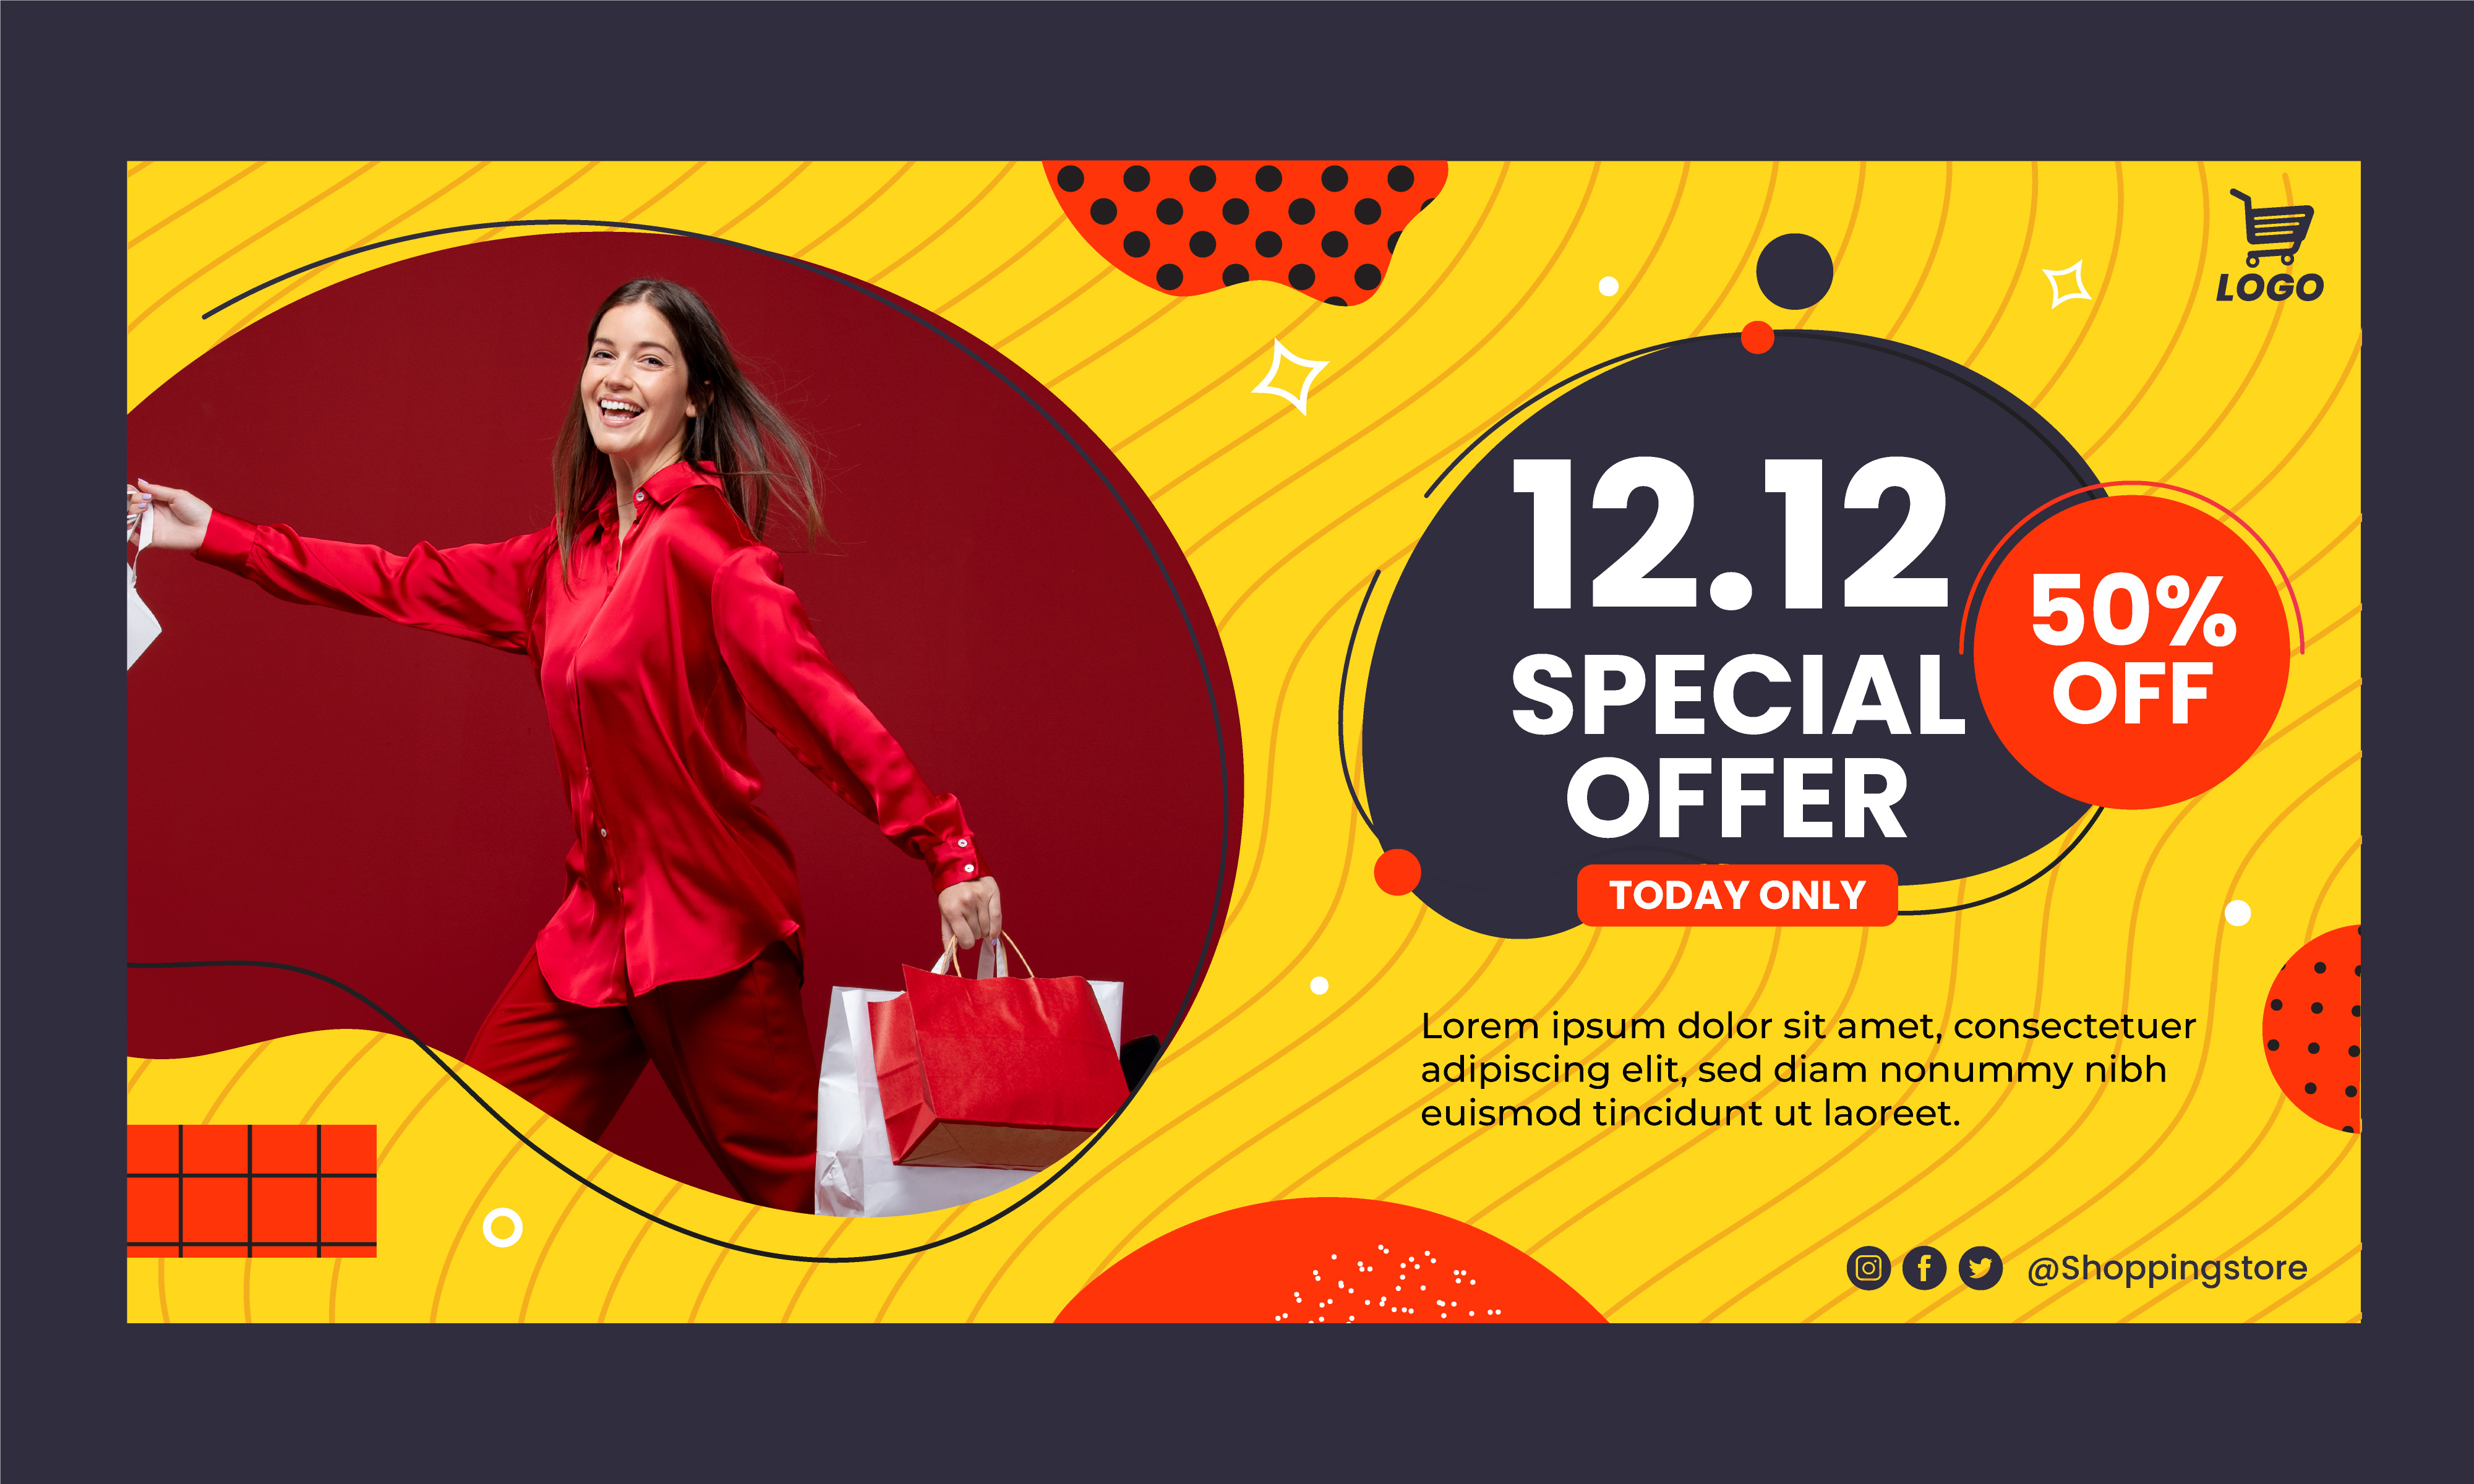 LOGO
12.12
SPECIAL
OFFER
50%
OFF
TODAY ONLY
Lorem ipsum dolor sit amet, consectetuer
adipiscing elit, sed diam nonummy nibh
euismod tincidunt ut laoreet.
@Shoppingstore